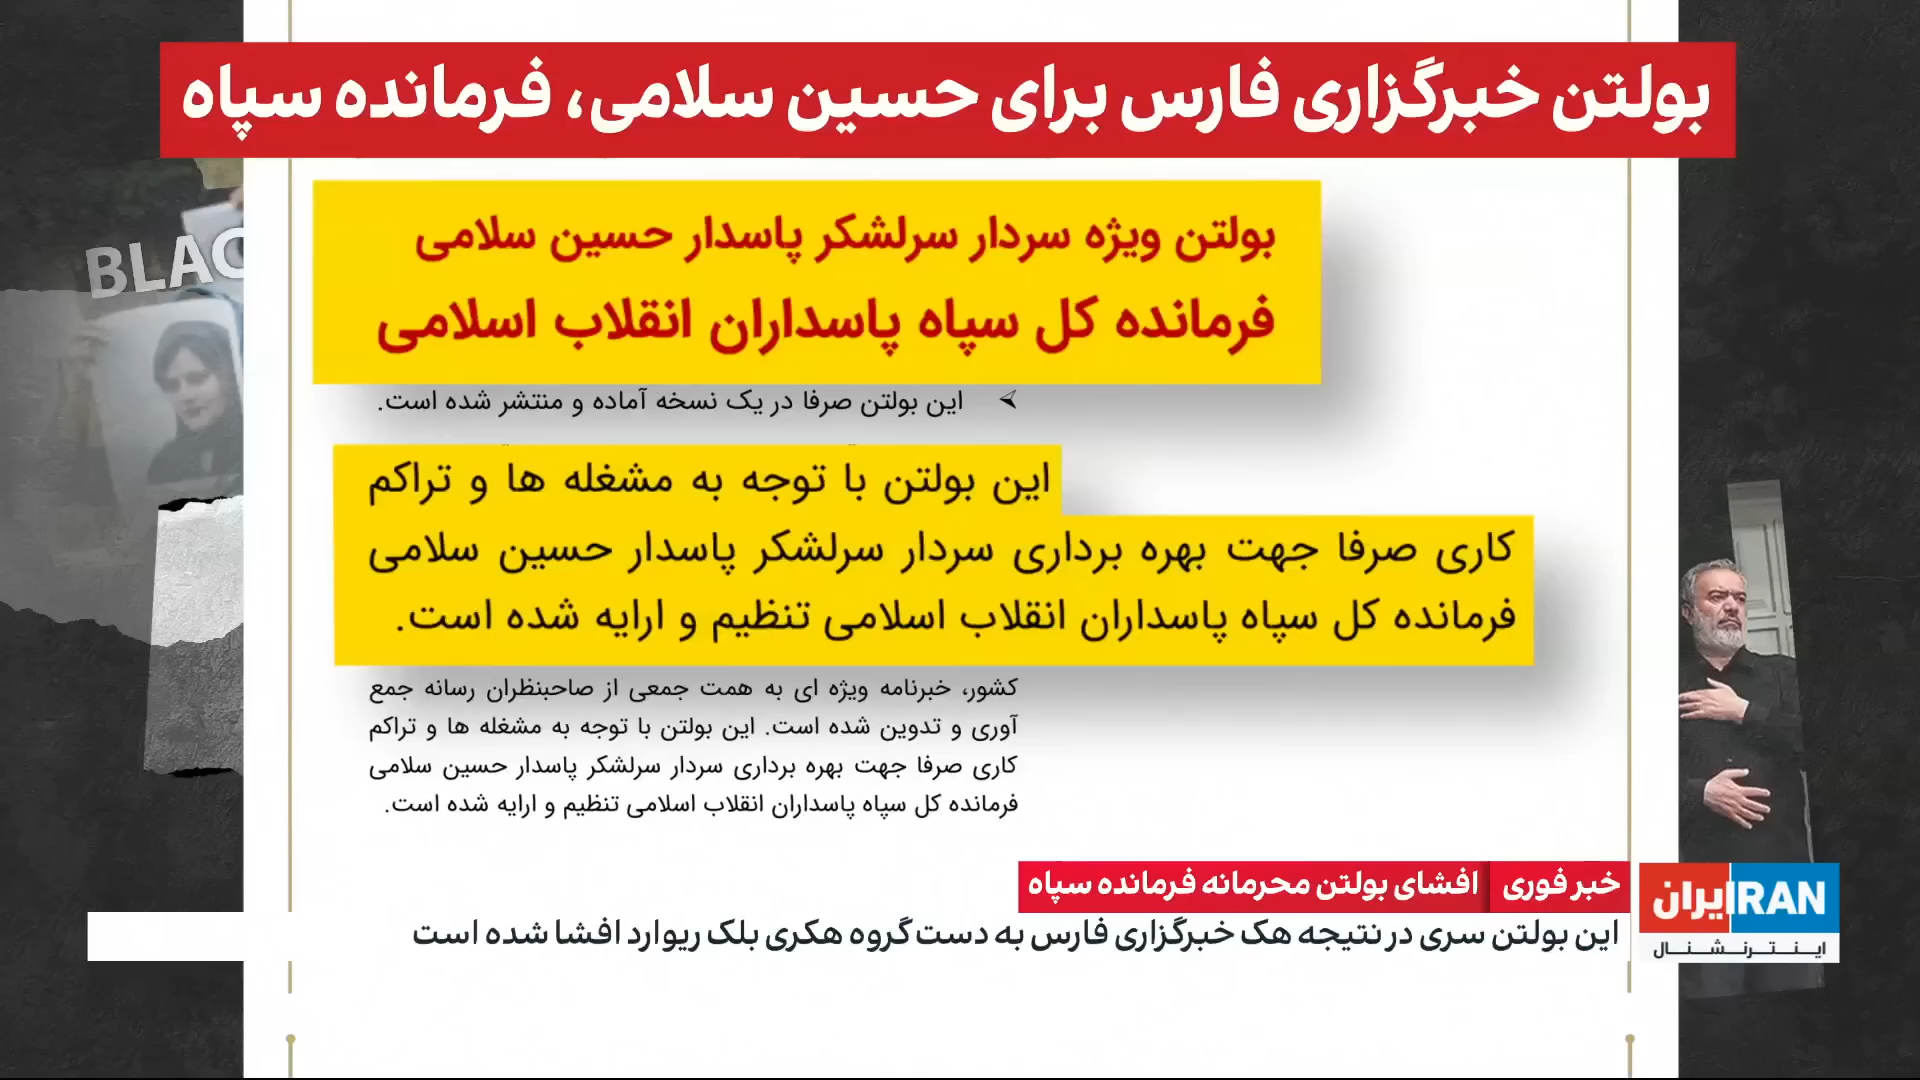 بولتن خبرگزاری فارس برای حسین سلامی، فرمانده سپاه
بولتن ویژه سردار سرلشکر پاسدار حسین سلامی
فرمانده کل سپاه پاسداران انقلاب اسلامی
این بولتن صرفا در یک نسخه آماده و منتشر شده است.
این بولتن با توجه به مشغله ها و تراکم
کاری صرفا جهت بهره برداری سردار سرلشکر پاسدار حسین سلامی
فرمانده کل سپاه پاسداران انقلاب اسلامی تنظیم و ارایه شده است.
کشور، خبرنامه ویژه ای به همت جمعی از صاحبنظران رسانه جمع
آوری و تدوین شده است. این بولتن با توجه به مشغله ها و تراکم
کاری صرفا جهت بهره برداری سردار سرلشکر پاسدار حسین سلامی
فرمانده کل سپاه پاسداران انقلاب اسلامی تنظیم و ارایه شده است.
BLAC
خبر فوری افشای بولتن محرمانه فرمانده سپاه
این بولتن سری در نتیجه هک خبرگزاری فارس به دست گروه هکری بلک ریوارد افشا شده است
ایران IRAN
اینترنشنال